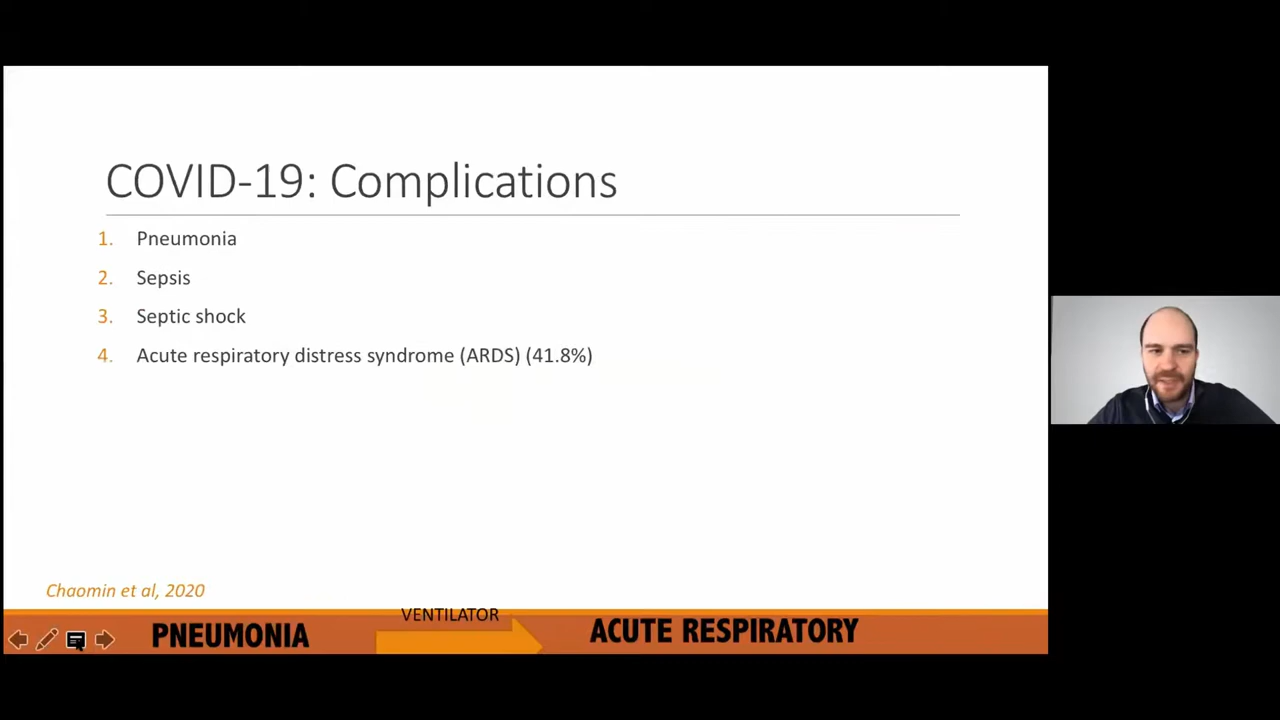 COVID-19: Complications
1. Pneumonia
2. Sepsis
3. Septic shock
4. Acute respiratory distress syndrome (ARDS) (41.8%)
Chaomin et al, 2020
PNEUMONIA
VENTILATOR
ACUTE RESPIRATORY